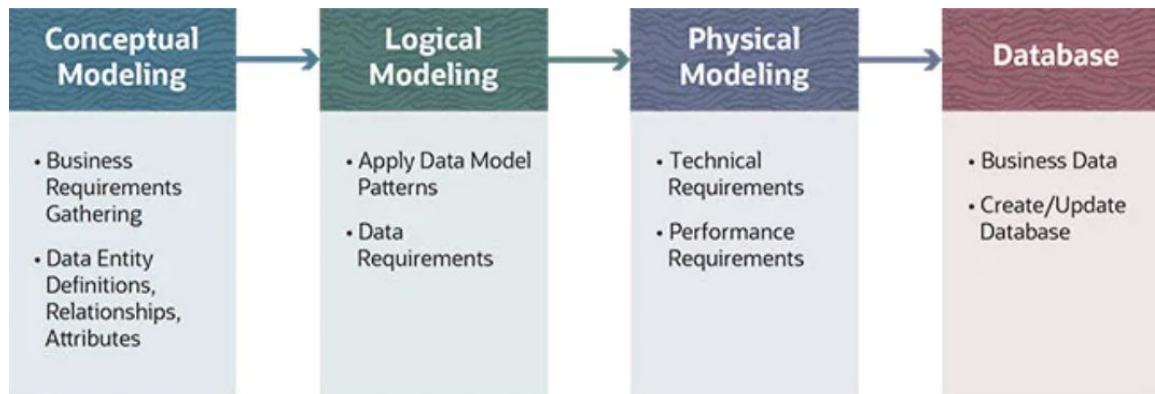 Conceptual
Modeling
• Business
Requirements
Gathering
• Data Entity
Definitions,
Relationships,
Attributes
Logical
Modeling
• Apply Data Model
Patterns
• Data
Requirements
Physical
Modeling
• Technical
Requirements
• Performance
Requirements
Database
• Business Data
• Create/Update
Database